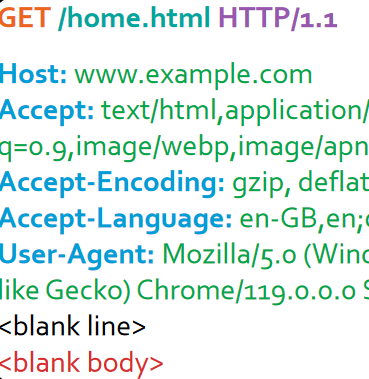 GET /home.html HTTP/1.1
Host: www.example.com
Accept: text/html,application/
q=0.9,image/webp,image/apn
Accept-Encoding: gzip, deflat
Accept-Language: en-GB,en;
User-Agent: Mozilla/5.0 (Wind
like Gecko) Chrome/119.0.0.0 S
<blank line>
<blank body>